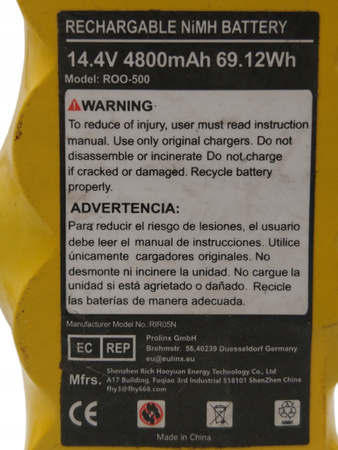 RECHARGABLE NiMH BATTERY
14.4V 4800mAh 69.12Wh
Model: ROO-500
WARNING
To reduce of injury, user must read instruction
manual. Use only original chargers. Do not
disassemble or incinerate Do not charge
if cracked or damaged. Recycle battery
properly.
ADVERTENCIA:
Para reducir el riesgo de lesiones, el usuario
debe leer el manual de instrucciones. Utilice
únicamente cargadores originales. No
desmonte ni incinere la unidad. No cargue la
unidad si está agrietado o dañado. Recicle
las baterías de manera adecuada.
Manufacturer Model No.:RIR05N
EC REP
Prolinx GmbH
Brehmstr. 56,40239 Duesseldorf Germany
eu@eulinx.eu
Mfrs.
Shenzhen Rich Haoyuan Energy Technology Co., Ltd
A17 Building, Fuqiao 3rd Industrial 518101 ShenZhen China
fhy3@fhy668.com
CE
Made in China